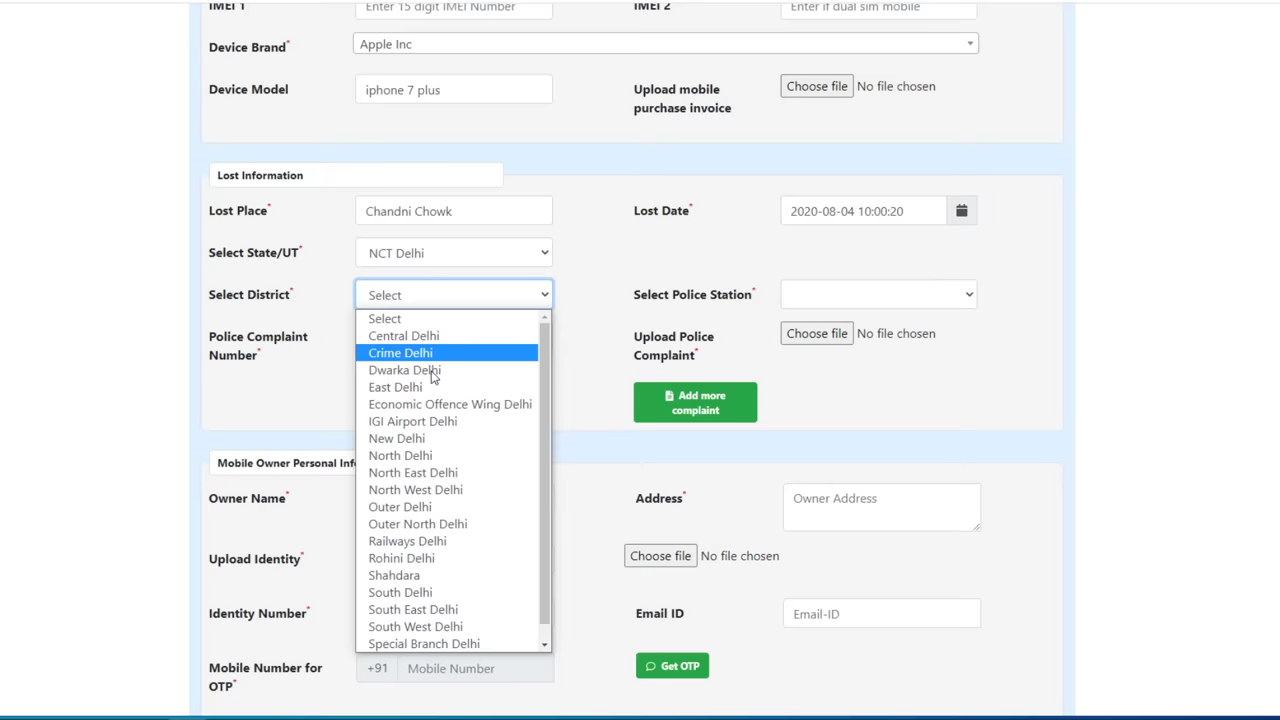 IMEI 1
Enter 15 digit IMEI Number
IMEI 2
Enter if dual sim mobile
Device Brand*
Apple Inc
Device Model
iphone 7 plus
Upload mobile
purchase invoice
Choose file No file chosen
Lost Information
Lost Place*
Chandni Chowk
Lost Date*
2020-08-04 10:00:20
Select State/UT*
NCT Delhi
Select District*
Select
Select Police Station*
Police Complaint
Number*
Upload Police
Complaint*
Choose file No file chosen
Add more
complaint
Select
Central Delhi
Crime Delhi
Dwarka Delhi
East Delhi
Economic Offence Wing Delhi
IGI Airport Delhi
New Delhi
North Delhi
North East Delhi
North West Delhi
Outer Delhi
Outer North Delhi
Railways Delhi
Rohini Delhi
Shahdara
South Delhi
South East Delhi
South West Delhi
Special Branch Delhi
Mobile Owner Personal Inf
Owner Name*
Address*
Owner Address
Upload Identity*
Choose file No file chosen
Identity Number*
Email ID
Email-ID
Mobile Number for
OTP*
+91 Mobile Number
Get OTP